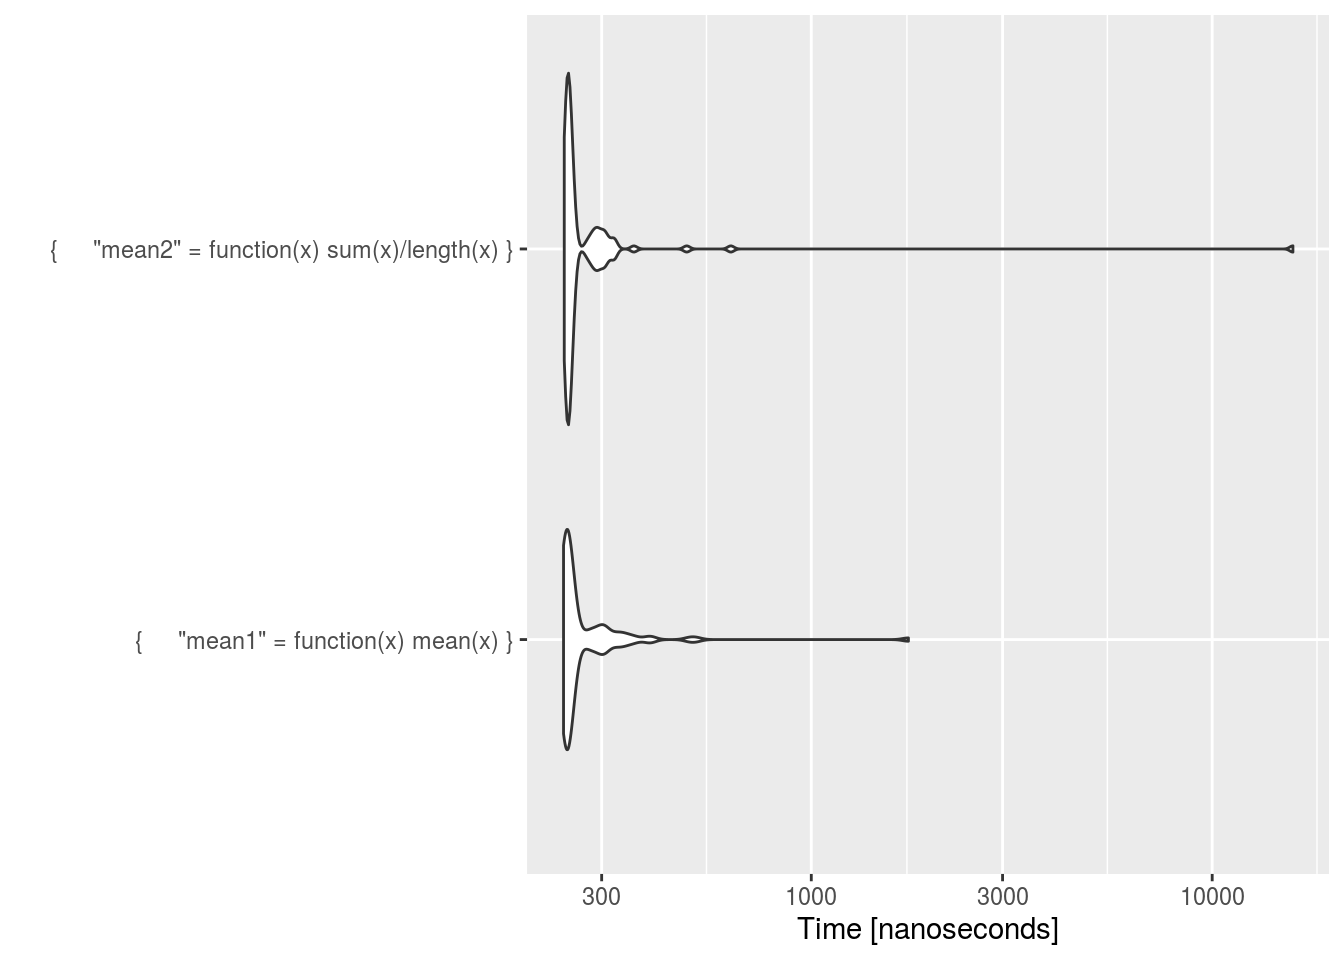 {     "mean2" = function(x) sum(x)/length(x) }
{     "mean1" = function(x) mean(x) }
300 1000 3000 10000
Time [nanoseconds]